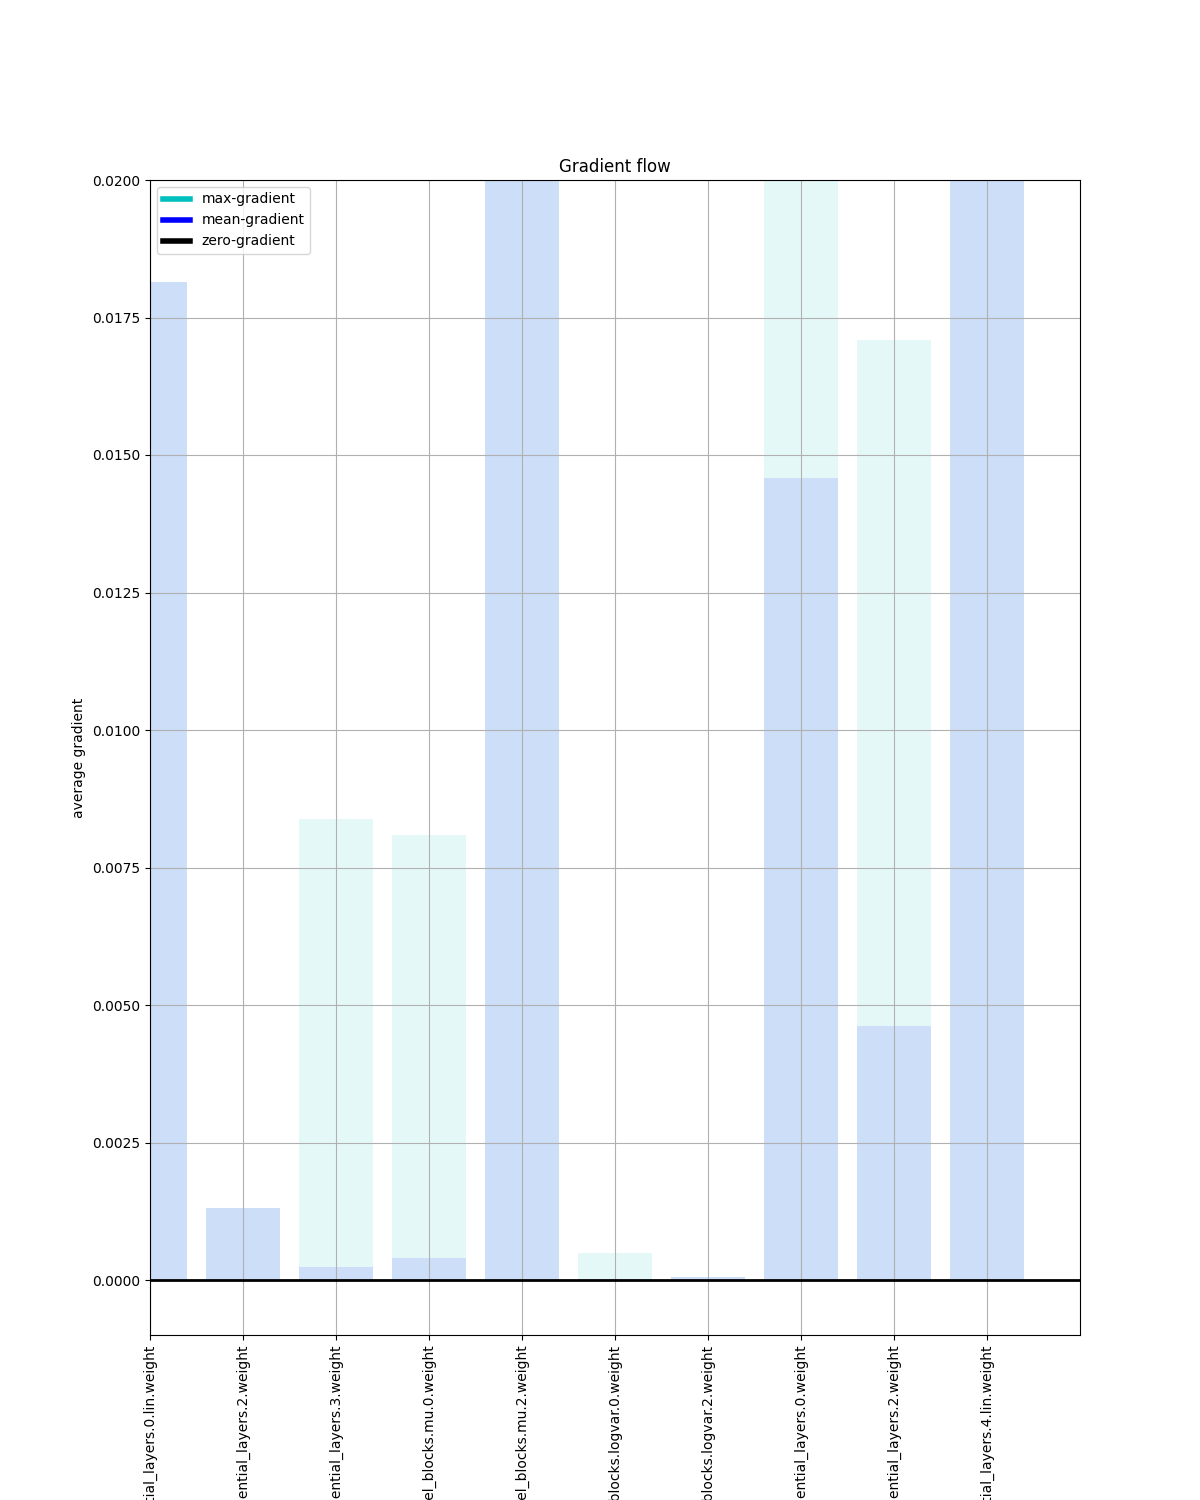 Gradient flow
max-gradient
mean-gradient
zero-gradient
0.0200
0.0175
0.0150
0.0125
0.0100
0.0075
0.0050
0.0025
0.0000
average gradient
tial_layers.0.lin.weight
ential_layers.2.weight
ential_layers.3.weight
el_blocks.mu.0.weight
el_blocks.mu.2.weight
blocks.logvar.0.weight
blocks.logvar.2.weight
ential_layers.0.weight
ential_layers.2.weight
tial_layers.4.lin.weight